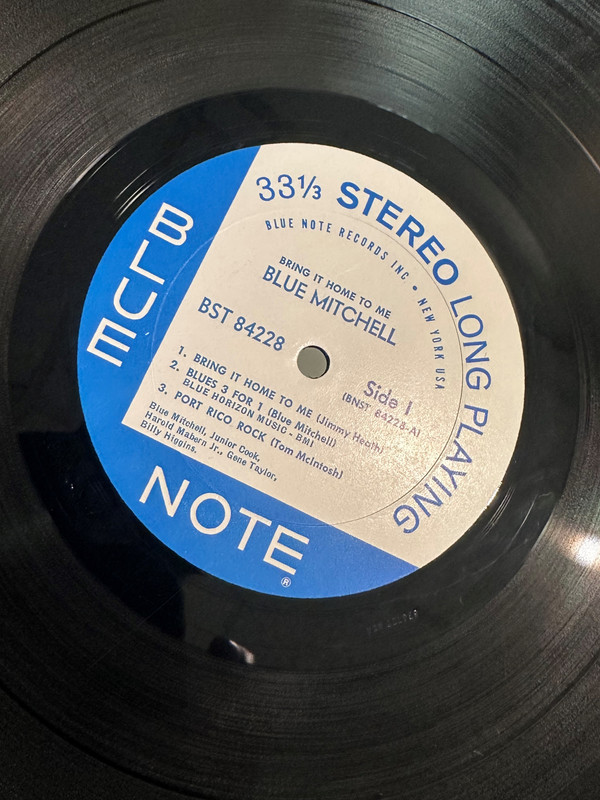 33⅓ STEREO LONG PLAYING
BLUE NOTE RECORDS INC • NEW YORK USA
BRING IT HOME TO ME
BLUE MITCHELL
BST 84228
Side 1
(BNST 84228-A)
1. BRING IT HOME TO ME (Jimmy Heath)
2. BLUES 3 FOR 1 (Blue Mitchell)
BLUE HORIZON MUSIC - BMI
3. PORT RICO ROCK (Tom McIntosh)
Blue Mitchell, Junior Cook,
Harold Mabern Jr., Gene Taylor,
Billy Higgins.
BLUE
NOTE®
VAN GELDER